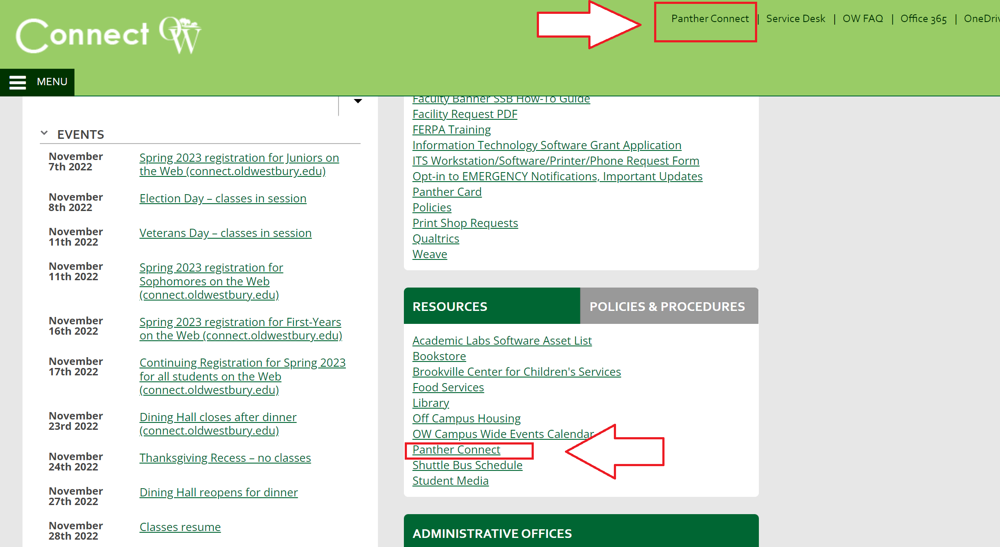 Connect OW
Panther Connect | Service Desk | OW FAQ | Office 365 | OneDriv
MENU
EVENTS
November
7th 2022
Spring 2023 registration for Juniors on
the Web (connect.oldwestbury.edu)
November
8th 2022
Election Day – classes in session
November
11th 2022
Veterans Day – classes in session
November
11th 2022
Spring 2023 registration for
Sophomores on the Web
(connect.oldwestbury.edu)
November
16th 2022
Spring 2023 registration for First-Years
on the Web (connect.oldwestbury.edu)
November
17th 2022
Continuing Registration for Spring 2023
for all students on the Web
(connect.oldwestbury.edu)
November
23rd 2022
Dining Hall closes after dinner
(connect.oldwestbury.edu)
November
24th 2022
Thanksgiving Recess – no classes
November
27th 2022
Dining Hall reopens for dinner
November
28th 2022
Classes resume
Faculty Banner SSB How-To Guide
Facility Request PDF
FERPA Training
Information Technology Software Grant Application
ITS Workstation/Software/Printer/Phone Request Form
Opt-in to EMERGENCY Notifications, Important Updates
Panther Card
Policies
Print Shop Requests
Qualtrics
Weave
RESOURCES
POLICIES & PROCEDURES
Academic Labs Software Asset List
Bookstore
Brookville Center for Children's Services
Food Services
Library
Off Campus Housing
OW Campus Wide Events Calendar
Panther Connect
Shuttle Bus Schedule
Student Media
ADMINISTRATIVE OFFICES